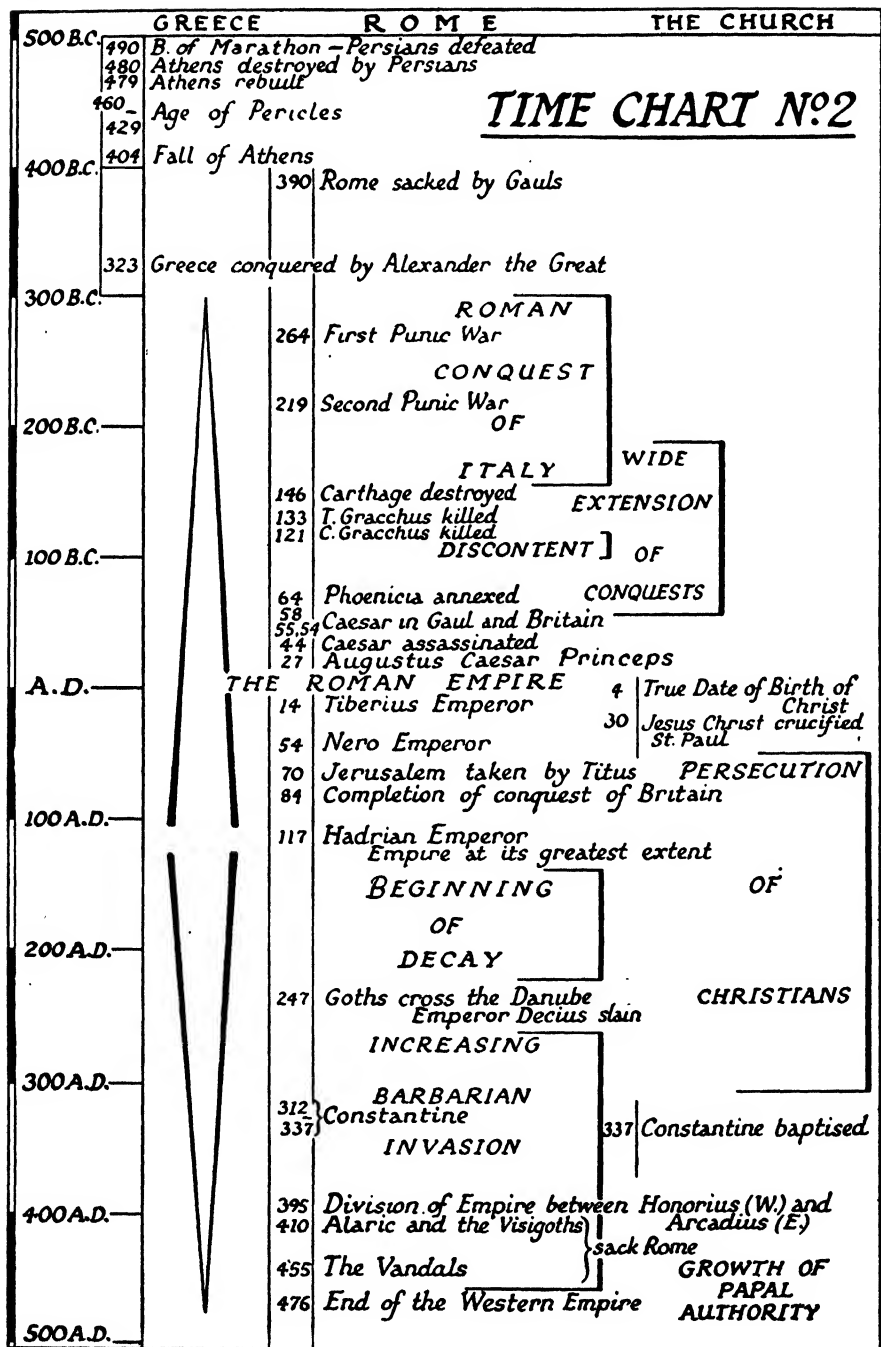 GREECE ROME THE CHURCH
500 B.C.
490 B. of Marathon – Persians defeated
480 Athens destroyed by Persians
479 Athens rebuilt
TIME CHART Nº2
460–
429 Age of Pericles
404 Fall of Athens
400 B.C.
390 Rome sacked by Gauls
323 Greece conquered by Alexander the Great
300 B.C.
ROMAN
264 First Punic War
CONQUEST
219 Second Punic War
200 B.C.
OF
ITALY
WIDE
146 Carthage destroyed
EXTENSION
133 T. Gracchus killed
121 C. Gracchus killed
DISCONTENT
OF
100 B.C.
64 Phoenicia annexed
CONQUESTS
58
55,54 Caesar in Gaul and Britain
44 Caesar assassinated
27 Augustus Caesar Princeps
A.D.
THE ROMAN EMPIRE
4 True Date of Birth of
Christ
14 Tiberius Emperor
30 Jesus Christ crucified
St. Paul
54 Nero Emperor
70 Jerusalem taken by Titus
PERSECUTION
84 Completion of conquest of Britain
100 A.D.
117 Hadrian Emperor
Empire at its greatest extent
BEGINNING
OF
OF
DECAY
200 A.D.
247 Goths cross the Danube
Emperor Decius slain
CHRISTIANS
INCREASING
300 A.D.
BARBARIAN
312–
337 Constantine
337 Constantine baptised
INVASION
395 Division of Empire between Honorius (W.) and
Arcadius (E.)
400 A.D.
410 Alaric and the Visigoths
sack Rome
455 The Vandals
GROWTH OF
PAPAL
AUTHORITY
476 End of the Western Empire
500 A.D.